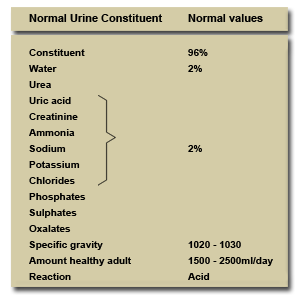 Normal Urine Constituent Normal values
Constituent 96%
Water 2%
Urea
Uric acid
Creatinine
Ammonia
Sodium 2%
Potassium
Chlorides
Phosphates
Sulphates
Oxalates
Specific gravity 1020 - 1030
Amount healthy adult 1500 - 2500ml/day
Reaction Acid